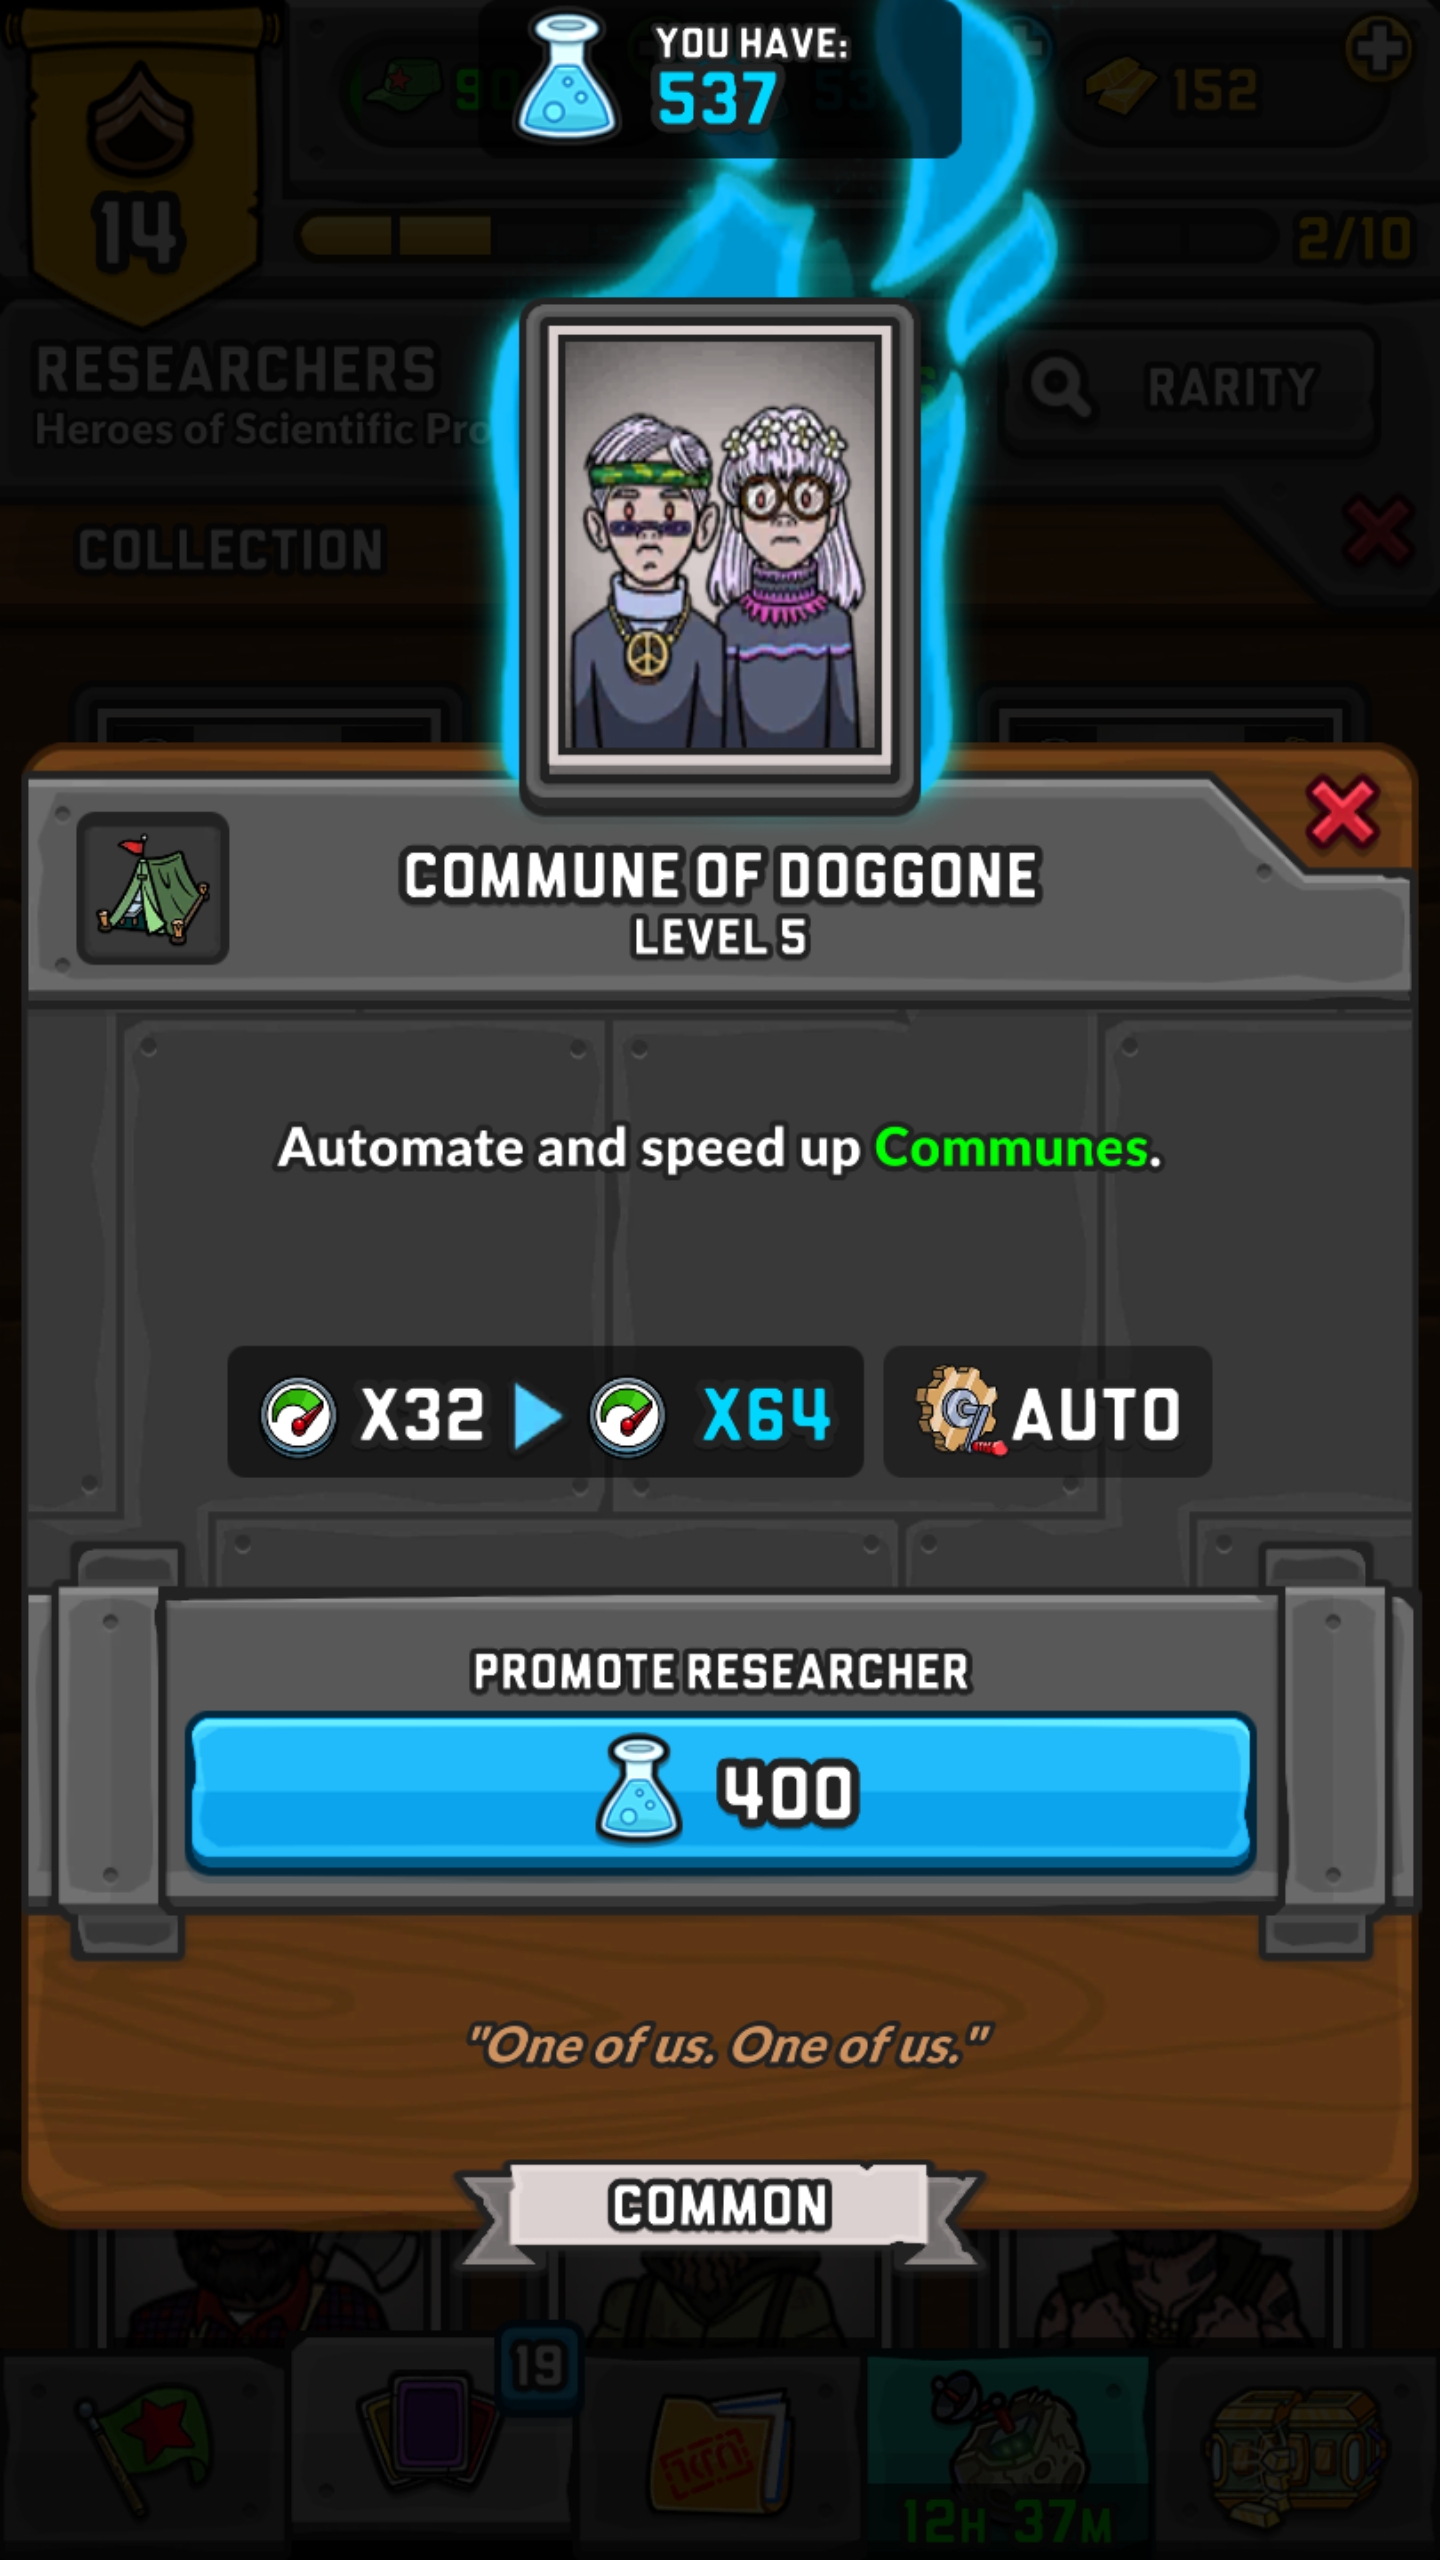 YOU HAVE:
537
90
152
14
2/10
RESEARCHERS
Heroes of Scientific Pro
RARITY
COLLECTION
COMMUNE OF DOGGONE
LEVEL 5
Automate and speed up Communes.
X32
X64
AUTO
PROMOTE RESEARCHER
400
"One of us. One of us."
COMMON
19
12H 37M